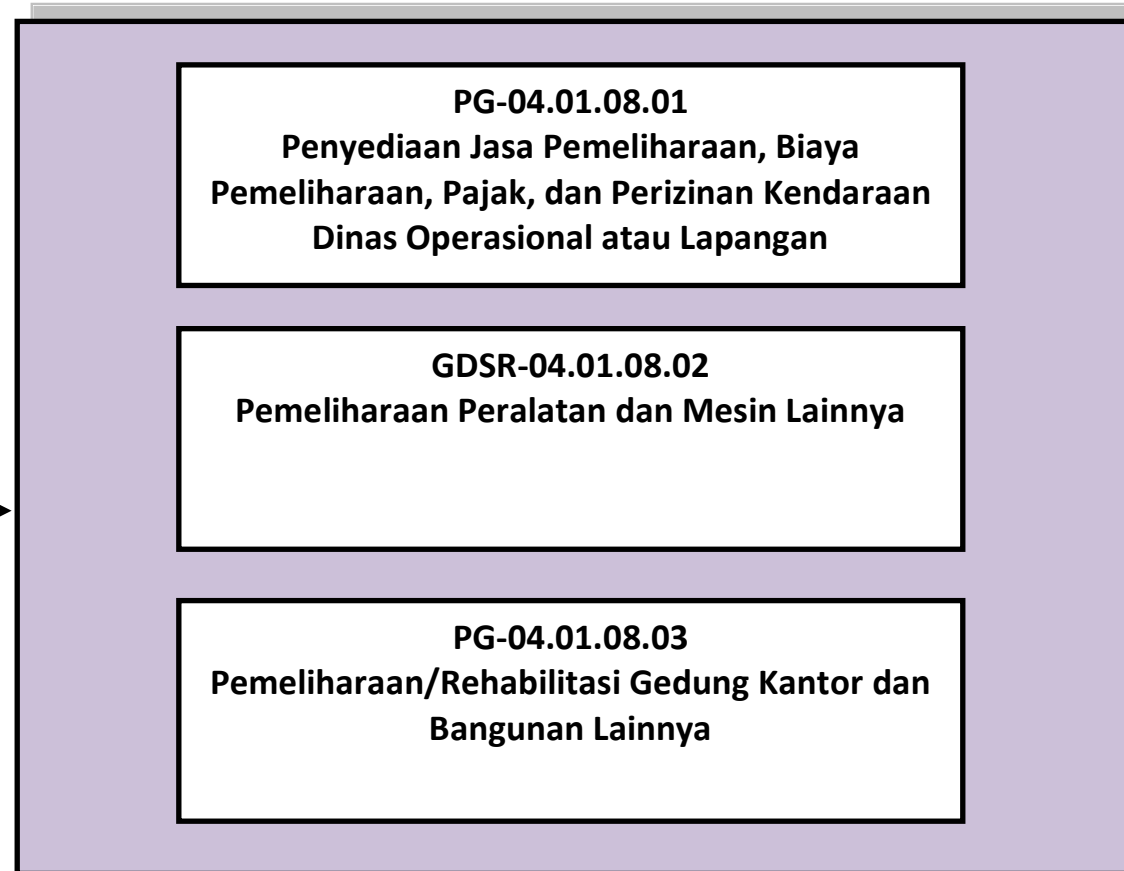 PG-04.01.08.01
Penyediaan Jasa Pemeliharaan, Biaya
Pemeliharaan, Pajak, dan Perizinan Kendaraan
Dinas Operasional atau Lapangan
GDSR-04.01.08.02
Pemeliharaan Peralatan dan Mesin Lainnya
PG-04.01.08.03
Pemeliharaan/Rehabilitasi Gedung Kantor dan
Bangunan Lainnya